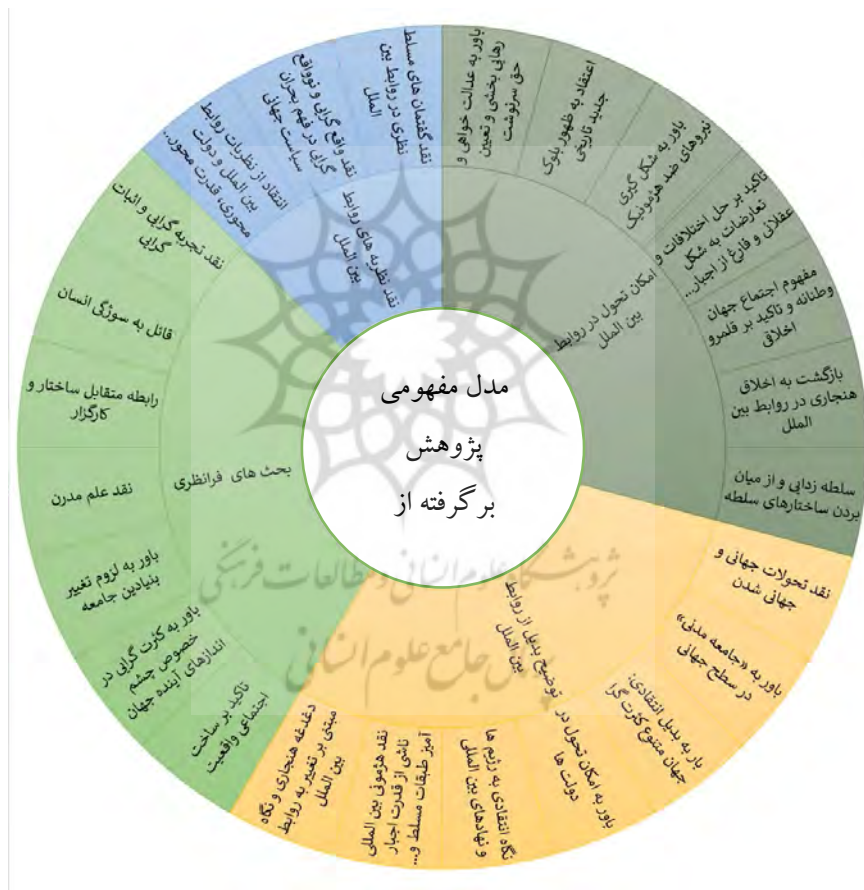 مدل مفهومی
پژوهش
برگرفته از
امکان تحول در روابط
بین الملل
باور به عدالت خواهی و
رهایی بخشی و تعیین
حق سرنوشت
اعتقاد به ظهور بلوک
جدید تاریخی
باور به شکل گیری
نیروهای ضد هژمونیک
تاکید بر حل اختلافات و
تعارضات به شکل
عقلانی و فارغ از اجبار...
مفهوم اجتماع جهان
وطنانه و تاکید بر قلمرو
اخلاق
بازگشت به اخلاق
هنجاری در روابط بین
الملل
سلطه زدایی و از میان
بردن ساختارهای سلطه
توضیح بدیل از روابط
بین الملل
نقد تحولات جهانی و
جهانی شدن
باور به «جامعه مدنی»
در سطح جهانی
بار به بدیل انتقادی:
جهان متنوع کثرت گرا
باور به امکان تحول در
دولت ها
نگاه انتقادی به رژیم ها
و نهادهای بین المللی
نقد هژمونی بین المللی
ناشی از قدرت اجبار
آمیز طبقات مسلط و...
دغدغه هنجاری و نگاه
مبتنی بر تغییر به روابط
بین الملل
بحث های فرانظری
تاکید بر ساخت
اجتماعی واقعیت
باور به کثرت گرایی در
خصوص چشم
اندازهای آینده جهان
باور به لزوم تغییر
بنیادین جامعه
نقد علم مدرن
رابطه متقابل ساختار و
کارگزار
قائل به سوژگی انسان
نقد تجربه گرایی و اثبات
گرایی
نقد نظریه های روابط
بین الملل
انتقاد از نظریات روابط
بین الملل و دولت
محوری، قدرت محور...
نقد واقع گرایی و نوواقع
گرایی در فهم بحران
سیاست جهانی
نقد گفتمان های مسلط
نظری در روابط بین
الملل
پژوهشگاه علوم انسانی و مطالعات فرهنگی
پرتال جامع علوم انسانی